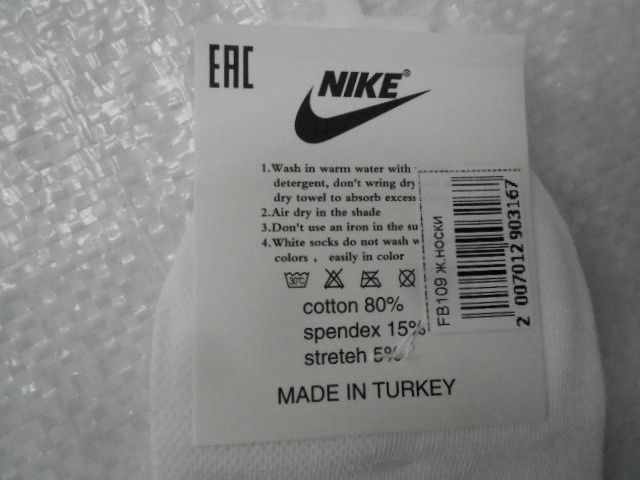 EAC
NIKE®
1.Wash in warm water with
detergent, don't wring dry
dry towel to absorb excess
2.Air dry in the shade
3.Don't use an iron in the su
4.White socks do not wash w
colors , easily in color
30°C
cotton 80%
spendex 15%
streteh 5%
MADE IN TURKEY
FB109 ж.носки
2 007012 903167